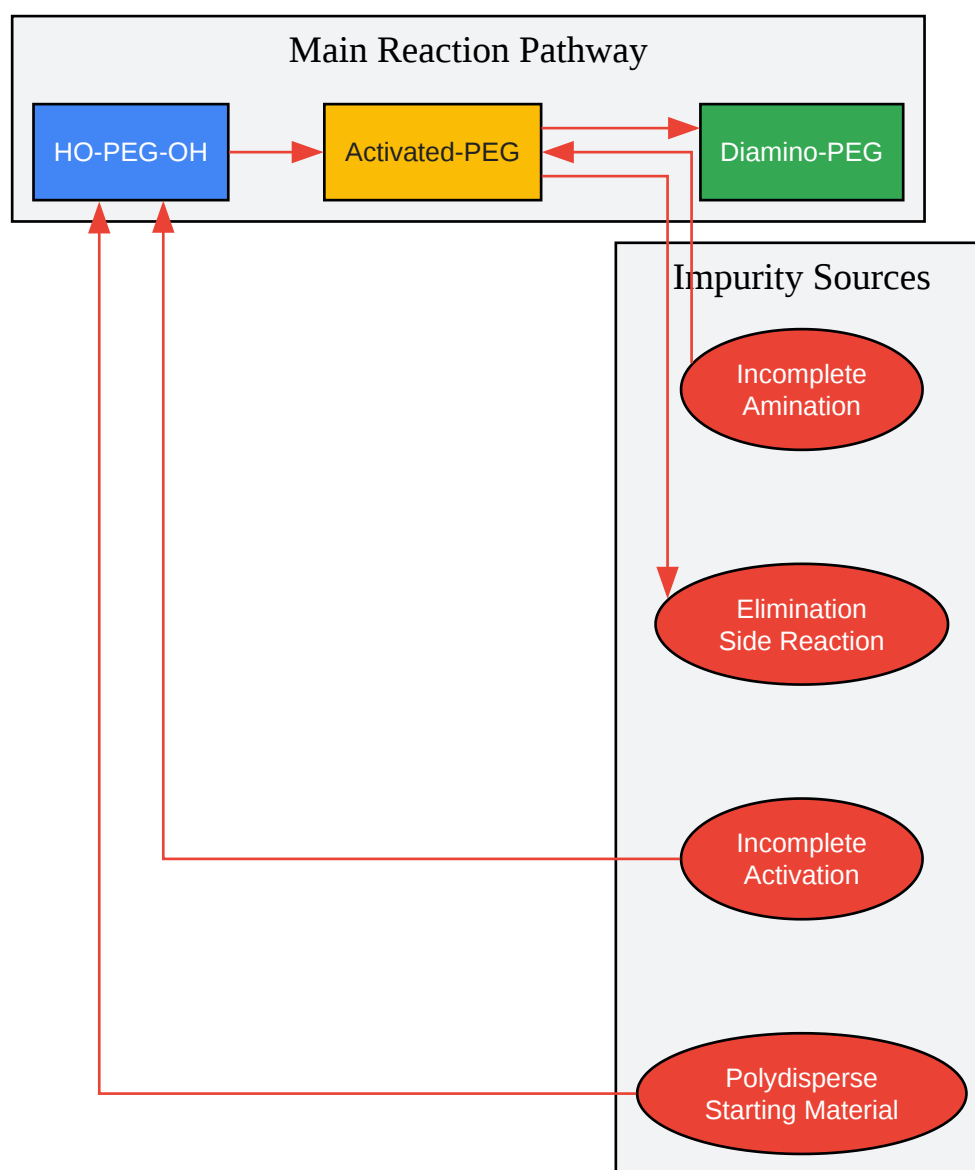 Main Reaction Pathway
HO-PEG-OH
Activated-PEG
Diamino-PEG
Impurity Sources
Incomplete
Amination
Elimination
Side Reaction
Incomplete
Activation
Polydisperse
Starting Material